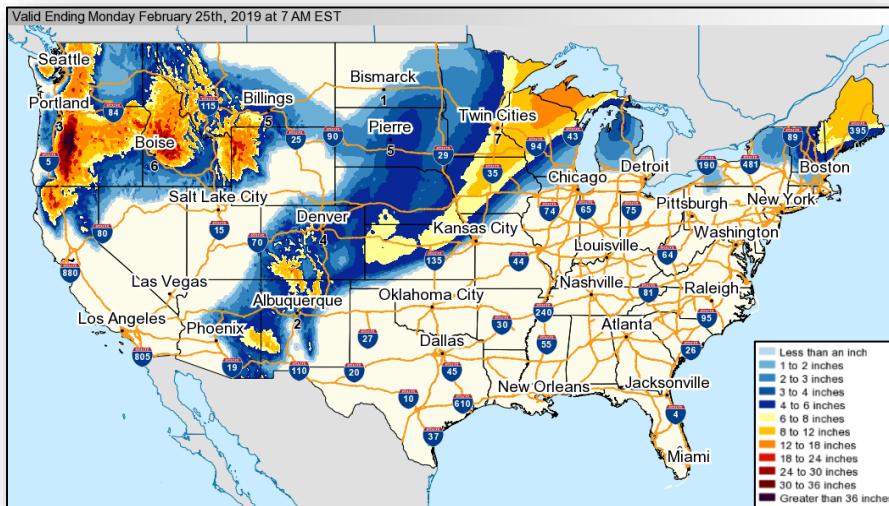 Valid Ending Monday February 25th, 2019 at 7 AM EST
Seattle
Portland
3
84
115
Billings
5
Bismarck
1
Pierre
5
Twin Cities
7
395
89
Boston
5
Boise
6
25
90
29
94
43
190
481
35
Detroit
Chicago
Salt Lake City
80
15
70
Denver
4
Kansas City
74
65
75
Pittsburgh
New York
Washington
880
Las Vegas
135
44
Louisville
64
Los Angeles
Albuquerque
2
Oklahoma City
240
Nashville
81
Raleigh
Phoenix
27
30
95
805
19
110
20
Dallas
45
55
Atlanta
26
10
610
New Orleans
Jacksonville
37
4
Miami
Less than an inch
1 to 2 inches
2 to 3 inches
3 to 4 inches
4 to 6 inches
6 to 8 inches
8 to 12 inches
12 to 18 inches
18 to 24 inches
24 to 30 inches
30 to 36 inches
Greater than 36 inches